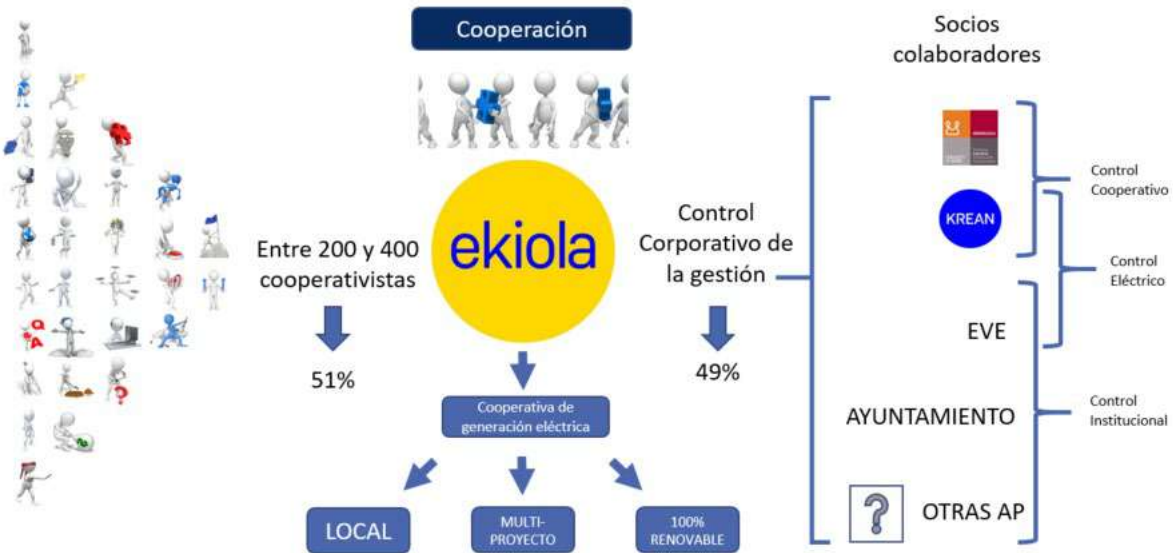 Cooperación
Socios
colaboradores
Entre 200 y 400
cooperativistas
51%
ekiola
Control
Corporativo de
la gestión
49%
KREAN
EVE
AYUNTAMIENTO
OTRAS AP
Control
Cooperativo
Control
Eléctrico
Control
Institucional
Cooperativa de
generación eléctrica
LOCAL
MULTI-
PROYECTO
100%
RENOVABLE
Q
A
?
?